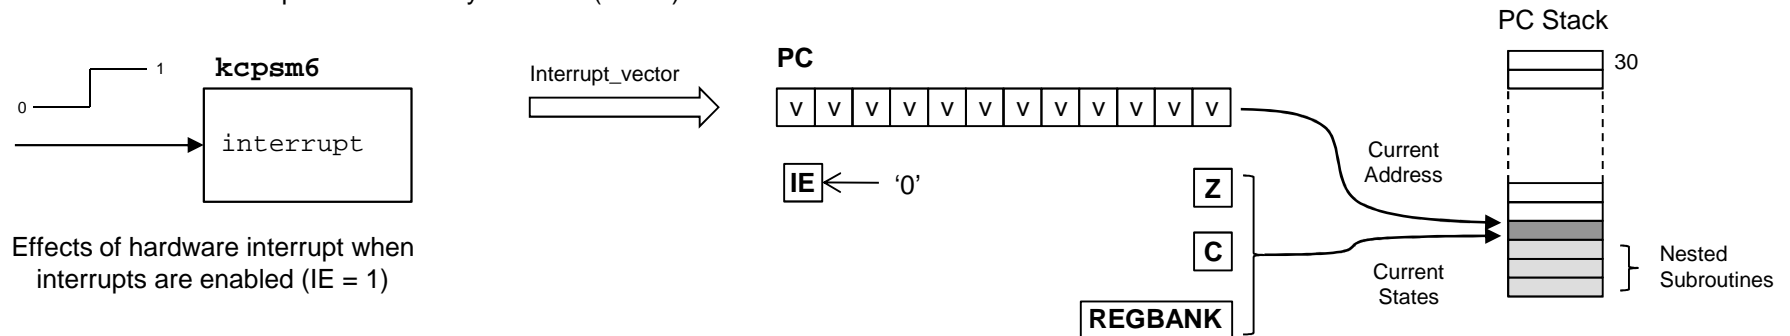 PC Stack
30
1
0
kcpsm6
interrupt
Interrupt_vector
PC
v v v v v v v v v v v v
IE
‘0’
Z
C
REGBANK
Current
Address
Current
States
Nested
Subroutines
Effects of hardware interrupt when
interrupts are enabled (IE = 1)